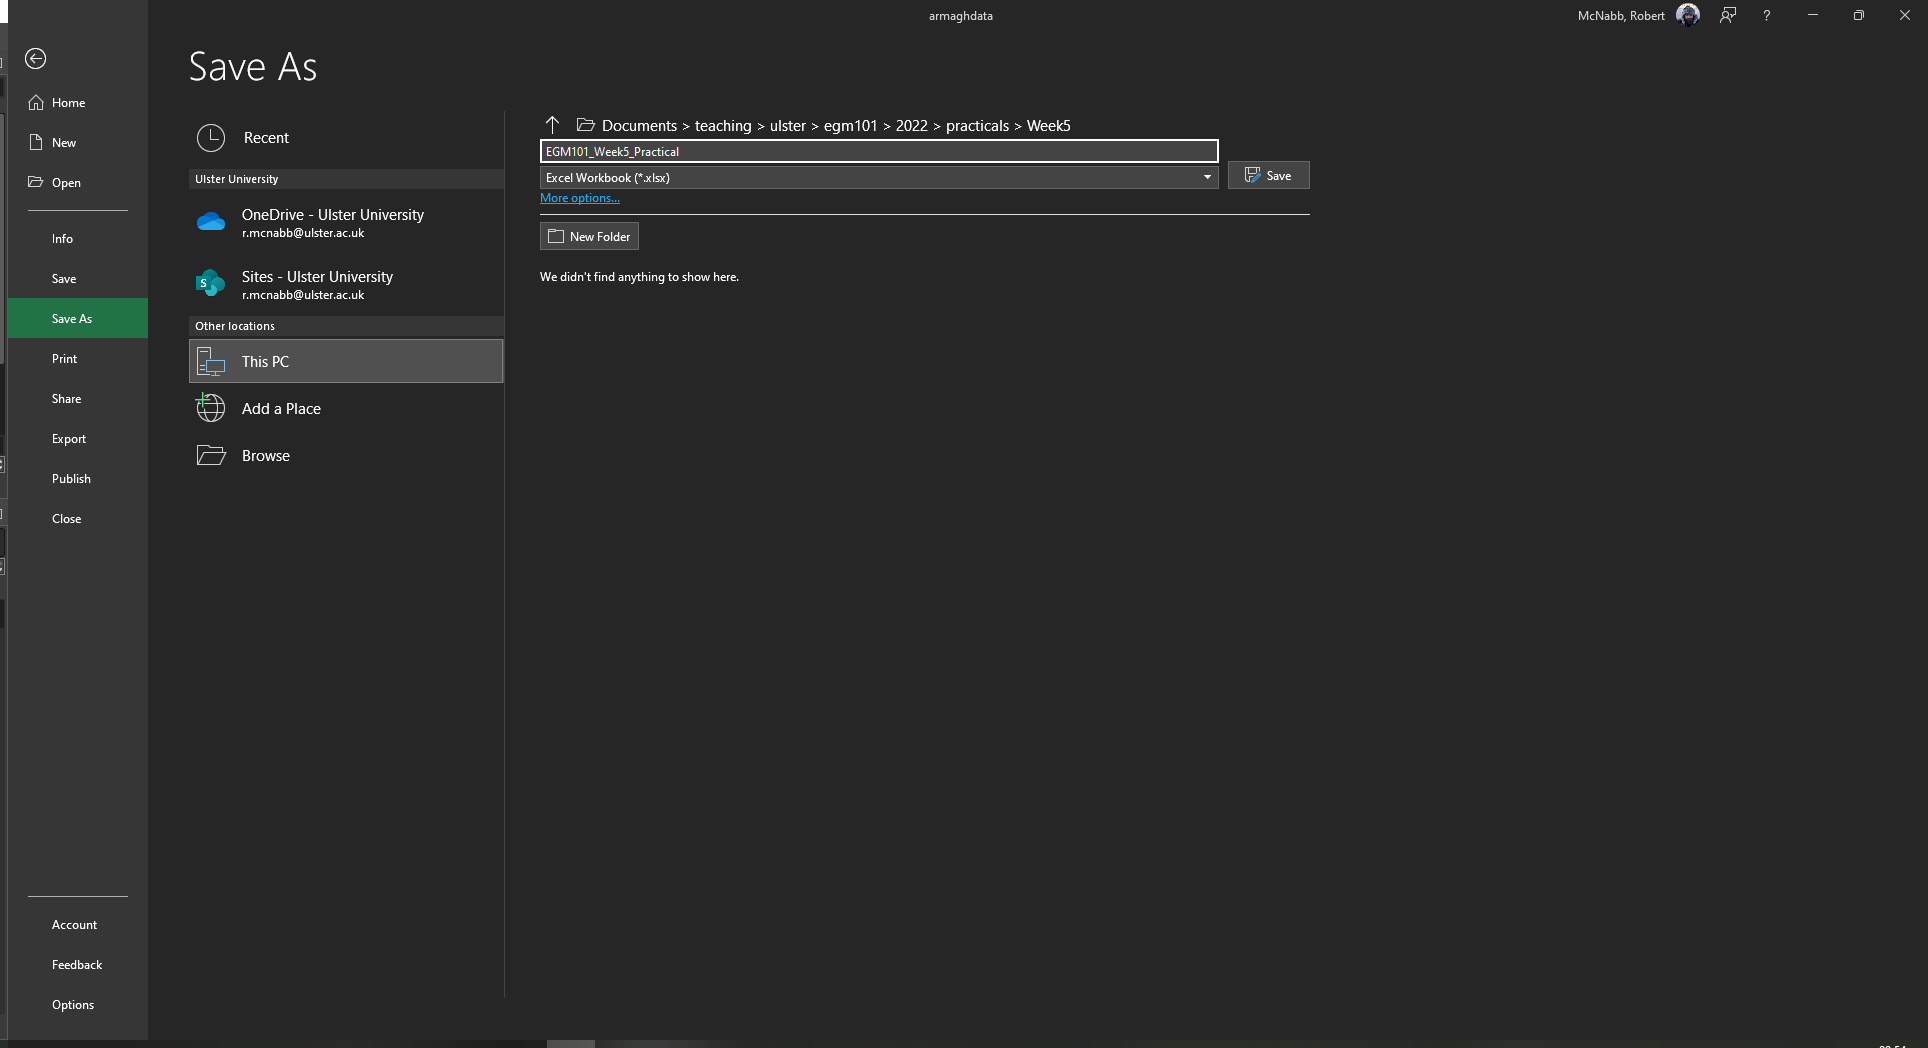 armaghdata
McNabb, Robert
?
Save As
Home
New
Open
Info
Save
Save As
Print
Share
Export
Publish
Close
Account
Feedback
Options
Recent
Ulster University
OneDrive - Ulster University
r.mcnabb@ulster.ac.uk
S
Sites - Ulster University
r.mcnabb@ulster.ac.uk
Other locations
This PC
Add a Place
Browse
Documents > teaching > ulster > egm101 > 2022 > practicals > Week5
EGM101_Week5_Practical
Excel Workbook (*.xlsx)
Save
More options...
New Folder
We didn't find anything to show here.